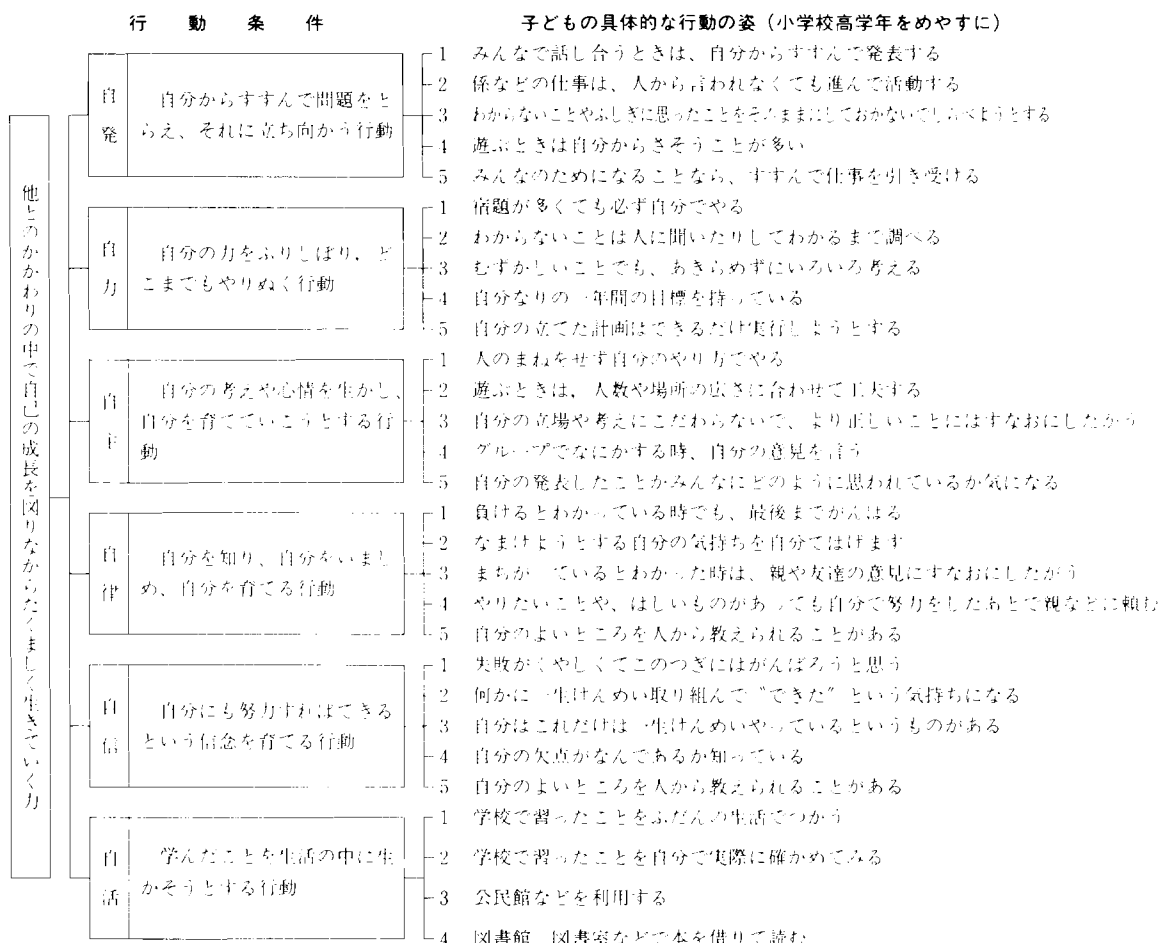 行動条件
子どもの具体的な行動の姿（小学校高学年をめやすに）
他とのかかわりの中で自己の成長を図りながらたくましく生きていく力
自発
自分からすすんで問題をと
らえ、それに立ち向かう行動
1 みんなで話し合うときは、自分からすすんで発表する
2 係などの仕事は、人から言われなくても進んで活動する
3 わからないことやふしぎに思ったことをそのままにしておかないでしらべようとする
4 遊ぶときは自分からさそうことが多い
5 みんなのためになることなら、すすんで仕事を引き受ける
自力
自分の力をふりしぼり、ど
こまでもやりぬく行動
1 宿題が多くても必ず自分でやる
2 わからないことは人に聞いたりしてわかるまで調べる
3 むずかしいことでも、あきらめずにいろいろ考える
4 自分なりの一年間の目標を持っている
5 自分の立てた計画はできるだけ実行しようとする
自主
自分の考えや心情を生かし、
自分を育てていこうとする行
動
1 人のまねをせず自分のやり方でやる
2 遊ぶときは、人数や場所の広さに合わせて工夫する
3 自分の立場や考えにこだわらないで、より正しいことにはすなおにしたがう
4 グループでなにかする時、自分の意見を言う
5 自分の発表したことがみんなにどのように思われているか気になる
自律
自分を知り、自分をいまし
め、自分を育てる行動
1 負けるとわかっている時でも、最後までがんばる
2 なまけようとする自分の気持ちを自分ではげます
3 まちがっているとわかった時は、親や友達の意見にすなおにしたがう
4 やりたいことや、ほしいものがあっても自分で努力をしたあとで親などに頼む
5 自分のよいところを人から教えられることがある
自信
自分にも努力すればできる
という信念を育てる行動
1 失敗がくやしくてこのつぎにはがんばろうと思う
2 何かに一生けんめい取り組んで“できた”という気持ちになる
3 自分はこれだけは一生けんめいやっているというものがある
4 自分の欠点がなんであるか知っている
5 自分のよいところを人から教えられることがある
自活
学んだことを生活の中に生
かそうとする行動
1 学校で習ったことをふだんの生活でつかう
2 学校で習ったことを自分で実際に確かめてみる
3 公民館などを利用する
4 図書館、図書室などで本を借りて読む